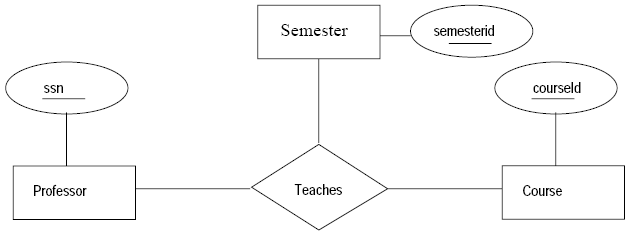 Semester
semesterid
ssn
courseId
Professor
Teaches
Course